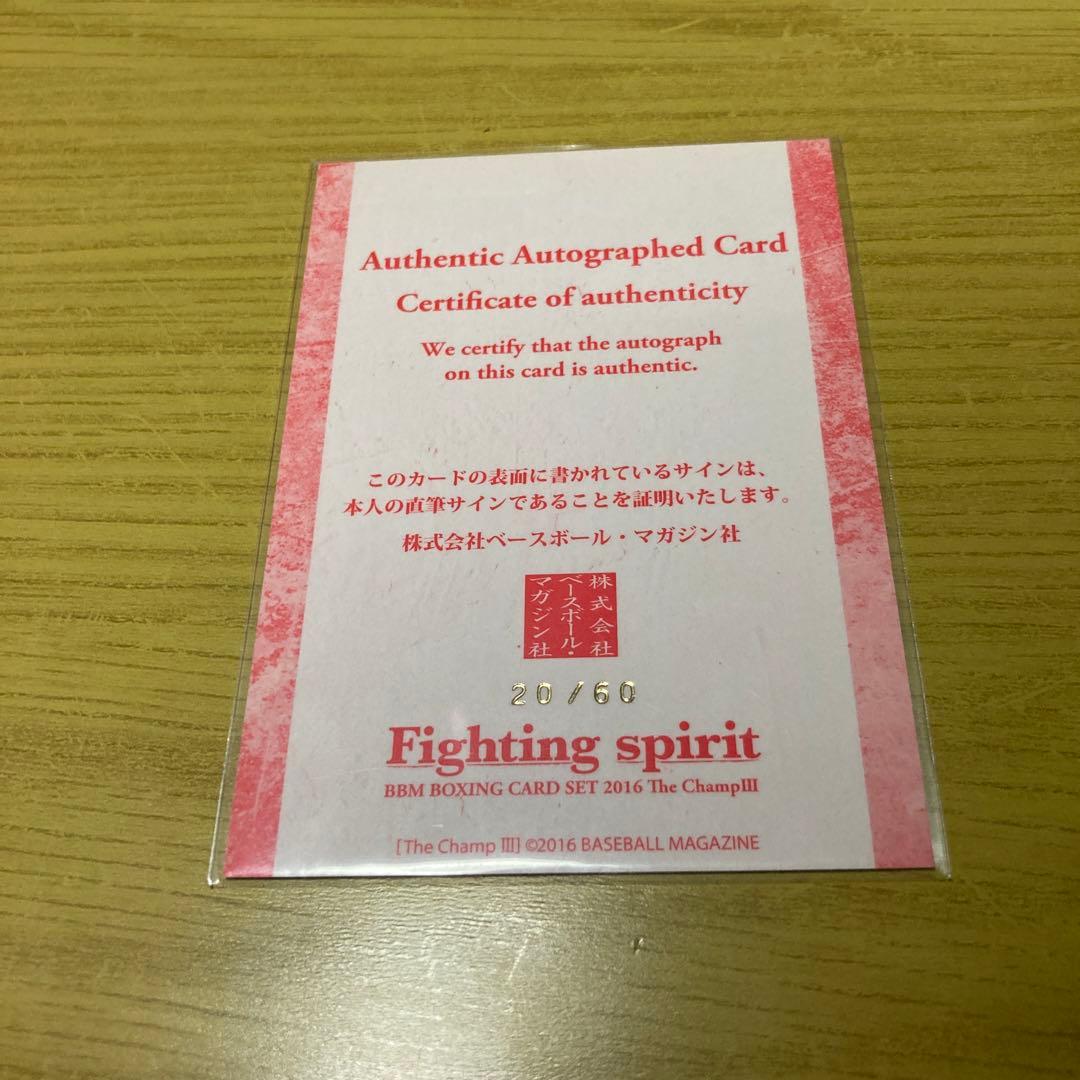 Authentic Autographed Card
Certificate of authenticity
We certify that the autograph
on this card is authentic.
このカードの表面に書かれているサインは、
本人の直筆サインであることを証明いたします。
株式会社ベースボール・マガジン社
株式会社
ベースボール・
マガジン社
20/60
Fighting spirit
BBM BOXING CARD SET 2016 The ChampⅢ
[The Champ Ⅲ] ©2016 BASEBALL MAGAZINE